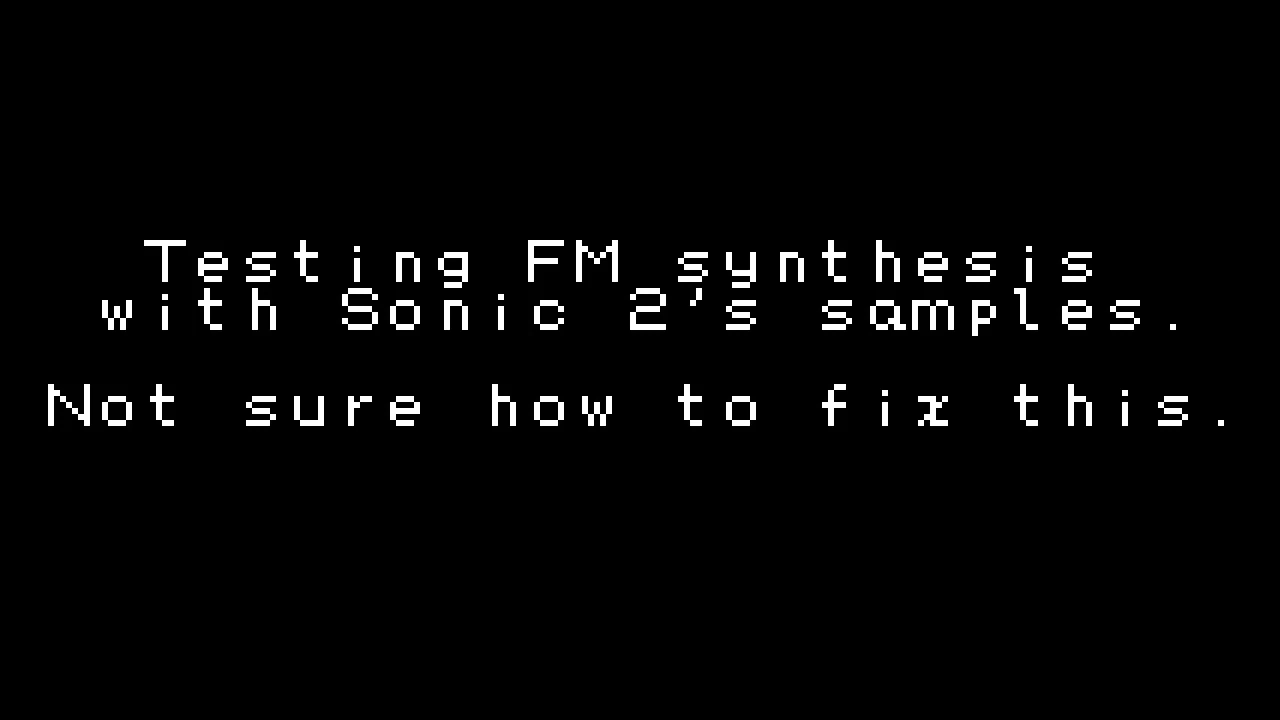 Testing FM synthesis
with Sonic 2's samples.
Not sure how to fix this.